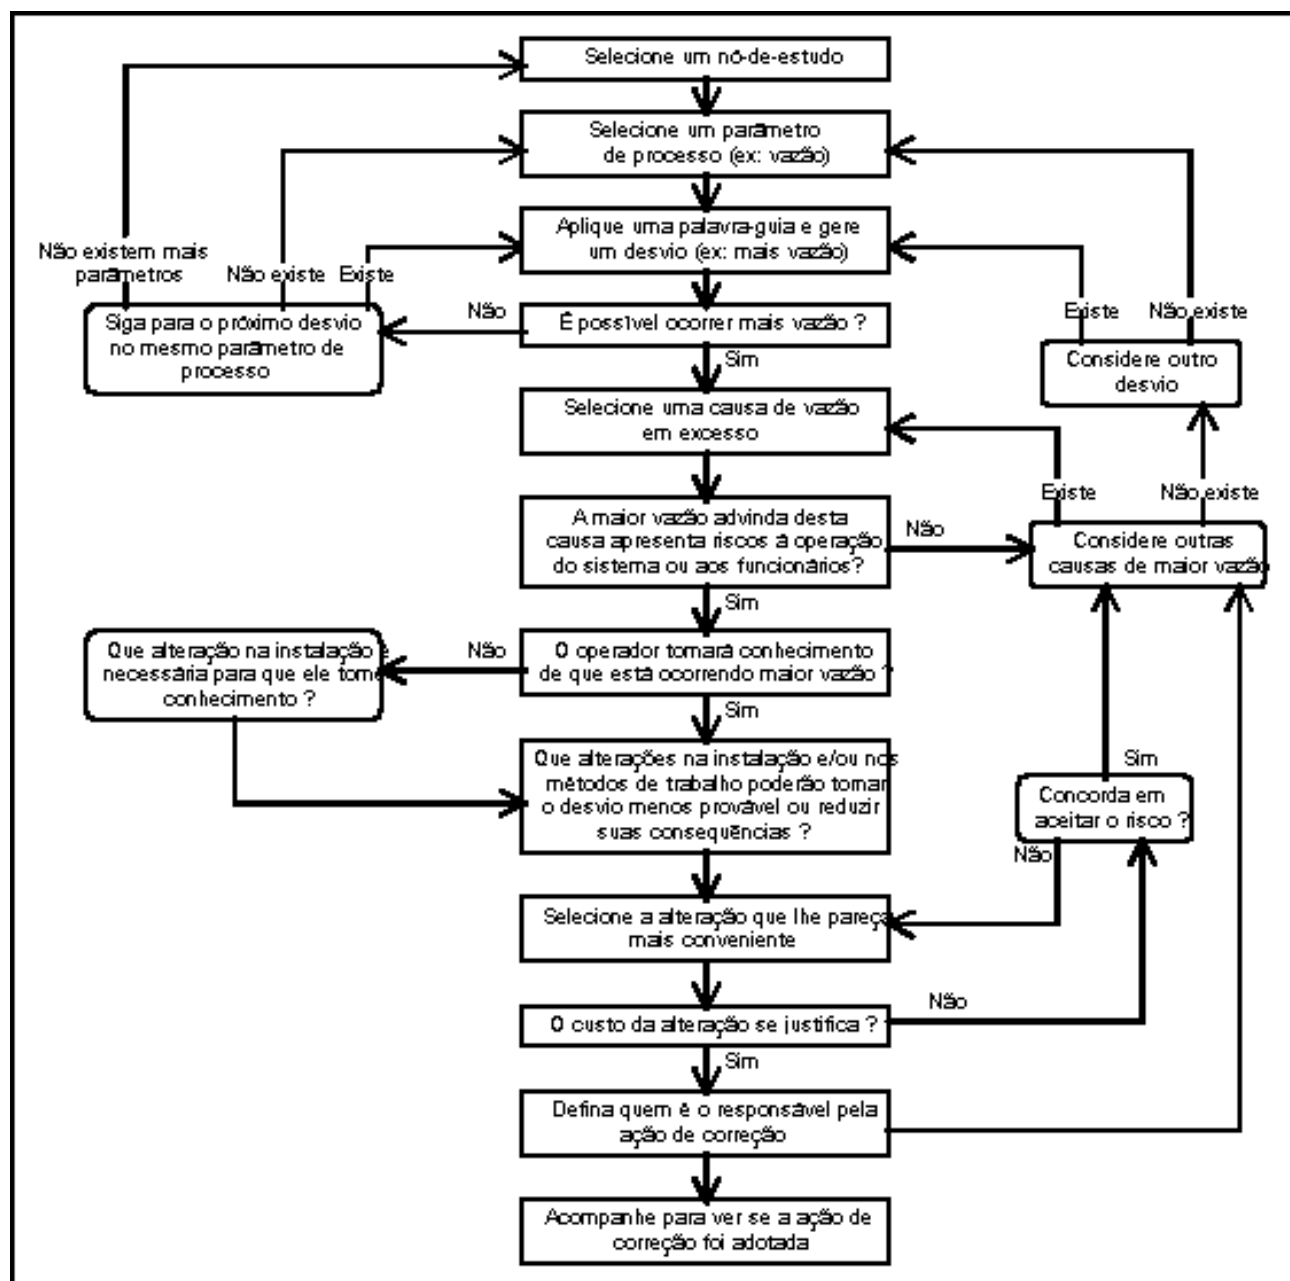 Selecione um nó-de-estudo
Selecione um parâmetro
de processo (ex: vazão)
Aplique uma palavra-guia e gere
um desvio (ex: mais vazão)
Não existem mais
parâmetros
Não existe
Existe
Siga para o próximo desvio
no mesmo parâmetro de
processo
Não
É possível ocorrer mais vazão ?
Sim
Existe
Não existe
Considere outro
desvio
Selecione uma causa de vazão
em excesso
Existe
Não existe
A maior vazão advinda desta
causa apresenta riscos à operação
do sistema ou aos funcionários?
Não
Considere outras
causas de maior vazão
Sim
Que alteração na instalação é
necessária para que ele tome
conhecimento ?
Não
O operador tomará conhecimento
de que está ocorrendo maior vazão ?
Sim
Que alterações na instalação e/ou nos
métodos de trabalho poderão tornar
o desvio menos provável ou reduzir
suas consequências ?
Sim
Concorda em
aceitar o risco ?
Não
Selecione a alteração que lhe pareça
mais conveniente
O custo da alteração se justifica ?
Não
Sim
Defina quem é o responsável pela
ação de correção
Acompanhe para ver se a ação de
correção foi adotada